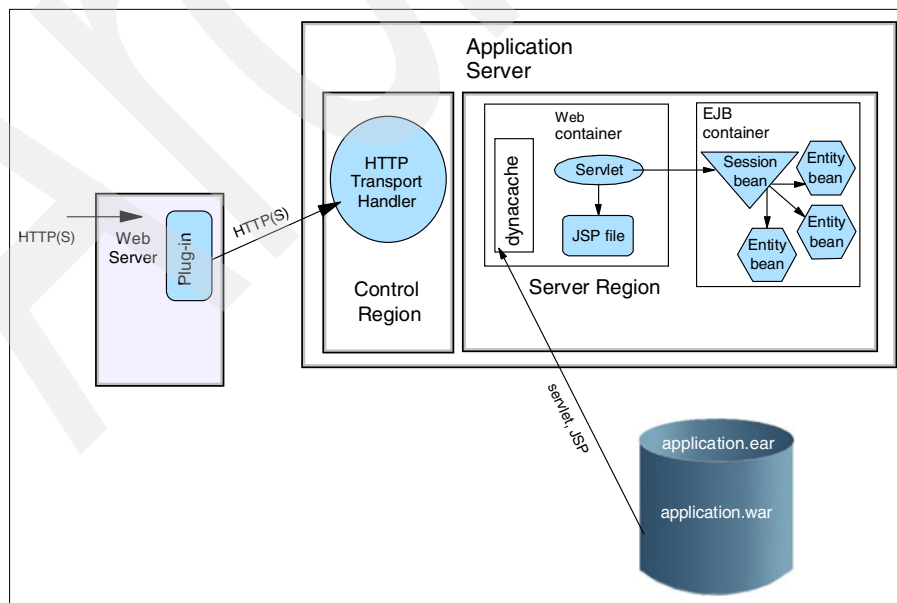 Application
Server
HTTP(S)
Web
Server
Plug-in
HTTP(S)
HTTP
Transport
Handler
Control
Region
Web
container
dynacache
Servlet
JSP file
Server Region
EJB
container
Session
bean
Entity
bean
Entity
bean
Entity
bean
servlet, JSP
application.ear
application.war